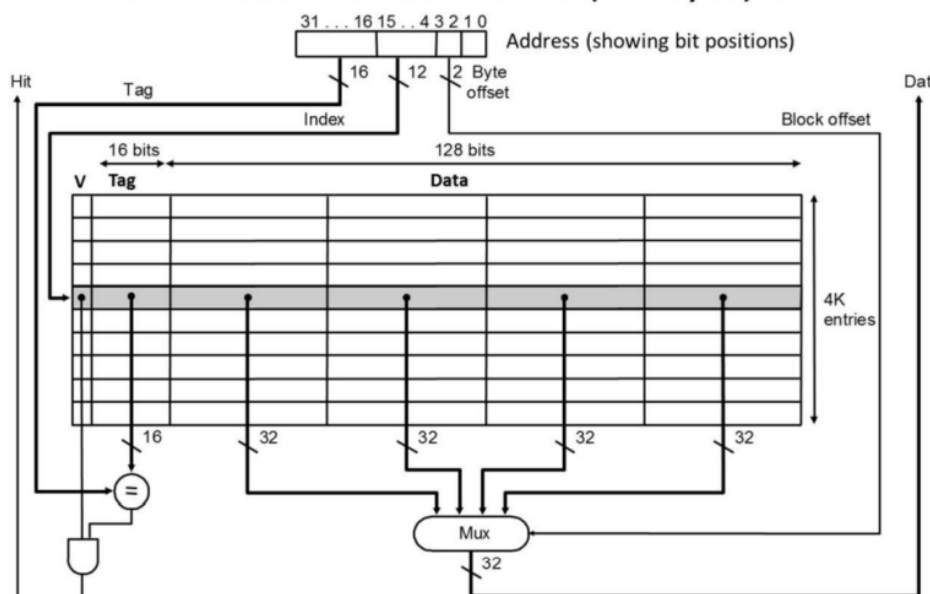 31 . . . 16 15 . . 4 3 2 1 0
Address (showing bit positions)
16 12 2 Byte offset
Hit
Tag
Dat
Index
Block offset
16 bits
128 bits
V
Tag
Data
4K
entries
16 32 32 32 32
=
Mux
32